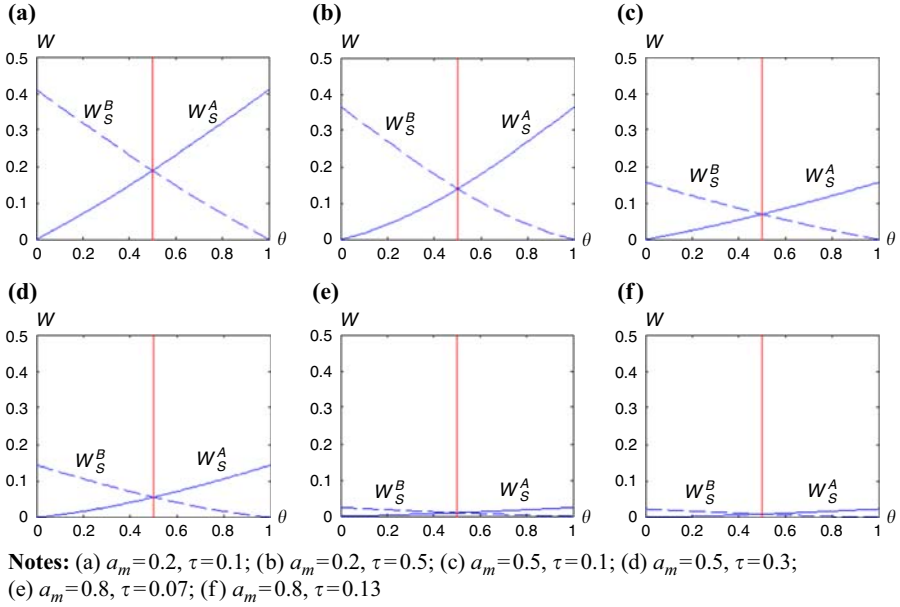 (a) (b) (c)
W W W
0.5 0.5 0.5
0.4 0.4 0.4
W_S^B W_S^A W_S^B W_S^A
0.3 0.3 0.3
0.2 0.2 0.2
W_S^B W_S^A
0.1 0.1 0.1
0 θ 0 θ 0 θ
0 0.2 0.4 0.6 0.8 1 0 0.2 0.4 0.6 0.8 1 0 0.2 0.4 0.6 0.8 1
(d) (e) (f)
W W W
0.5 0.5 0.5
0.4 0.4 0.4
0.3 0.3 0.3
0.2 0.2 0.2
W_S^B W_S^A
0.1 0.1 0.1
W_S^B W_S^A W_S^B W_S^A
0 θ 0 θ 0 θ
0 0.2 0.4 0.6 0.8 1 0 0.2 0.4 0.6 0.8 1 0 0.2 0.4 0.6 0.8 1
Notes: (a) a_m=0.2, τ=0.1; (b) a_m=0.2, τ=0.5; (c) a_m=0.5, τ=0.1; (d) a_m=0.5, τ=0.3;
(e) a_m=0.8, τ=0.07; (f) a_m=0.8, τ=0.13